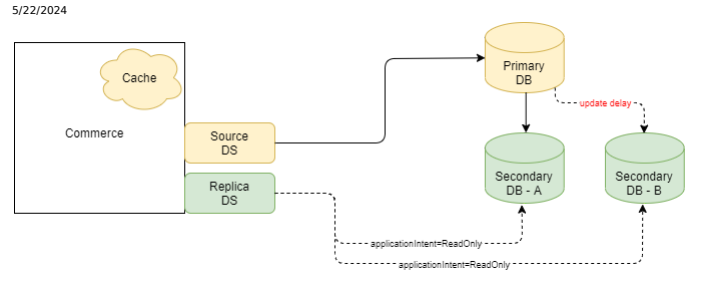 5/22/2024
Cache
Commerce
Source
DS
Replica
DS
Primary
DB
update delay
Secondary
DB - A
Secondary
DB - B
applicationIntent=ReadOnly
applicationIntent=ReadOnly